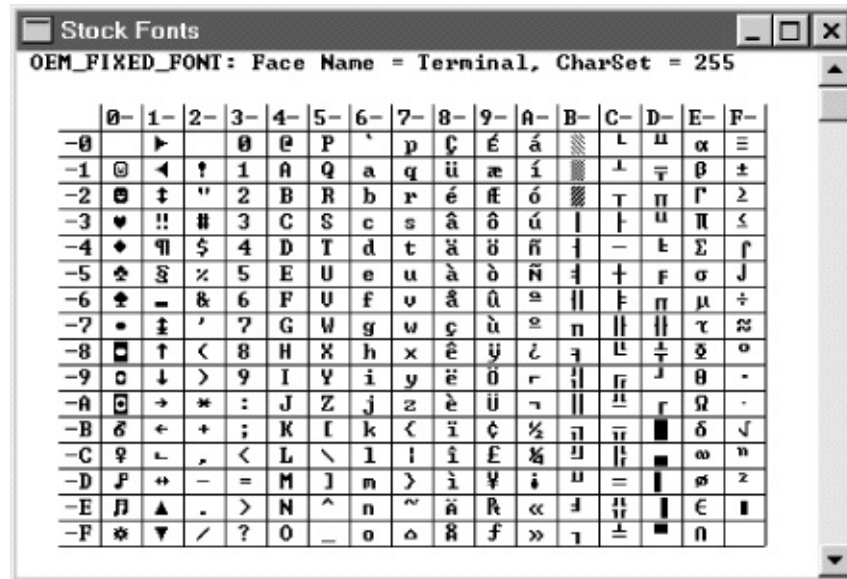 Stock Fonts
OEM_FIXED_FONT: Face Name = Terminal, CharSet = 255
0- 1- 2- 3- 4- 5- 6- 7- 8- 9- A- B- C- D- E- F-
-0 ► 0 @ P ` p Ç É á ░ └ ╨ α ≡
-1 ☺ ◄ ! 1 A Q a q ü æ í ▒ ┴ ╤ β ±
-2 ☻ ↕ " # 2 B R b r é Æ ó ▓ ┬ ╥ Γ ≥
-3 ♥ ‼ # 3 C S c s â ô ú │ ├ ╙ π ≤
-4 ♦ ¶ $ 4 D T d t ä ö ñ ┤ ─ ╘ Σ ⌠
-5 ♣ § % 5 E U e u à ò Ñ ╡ ┼ ╒ σ ⌡
-6 ♠ ▬ & 6 F V f v å û ª ╢ ╞ ╓ µ ÷
-7 • ↨ ' 7 G W g w ç ù º ╖ ╟ ╫ τ ≈
-8 ◘ ↑ ( 8 H X h x ê ÿ ¿ ╕ ╚ ╪ Φ °
-9 ○ ↓ ) 9 I Y i y ë Ö ⌐ ╣ ╔ ┘ Θ ∙
-A ◙ → * : J Z j z è Ü ¬ ║ ╩ ┌ Ω ·
-B ♂ ← + ; K [ k { ï ¢ ½ ╗ ╦ █ δ √
-C ♀ ∟ , < L \ l ¦ î £ ¼ ╝ ╠ ▄ ∞ ⁿ
-D ♪ ↔ - = M ] m } ì ¥ ¡ ╜ ═ ▌ ø ²
-E ♫ ▲ . > N ^ n ~ Ä ₧ « ╛ ╬ ▐ ∈ ■
-F ☼ ▼ / ? O _ o ⌂ Å ƒ » ┐ ╧ ▀ ∩